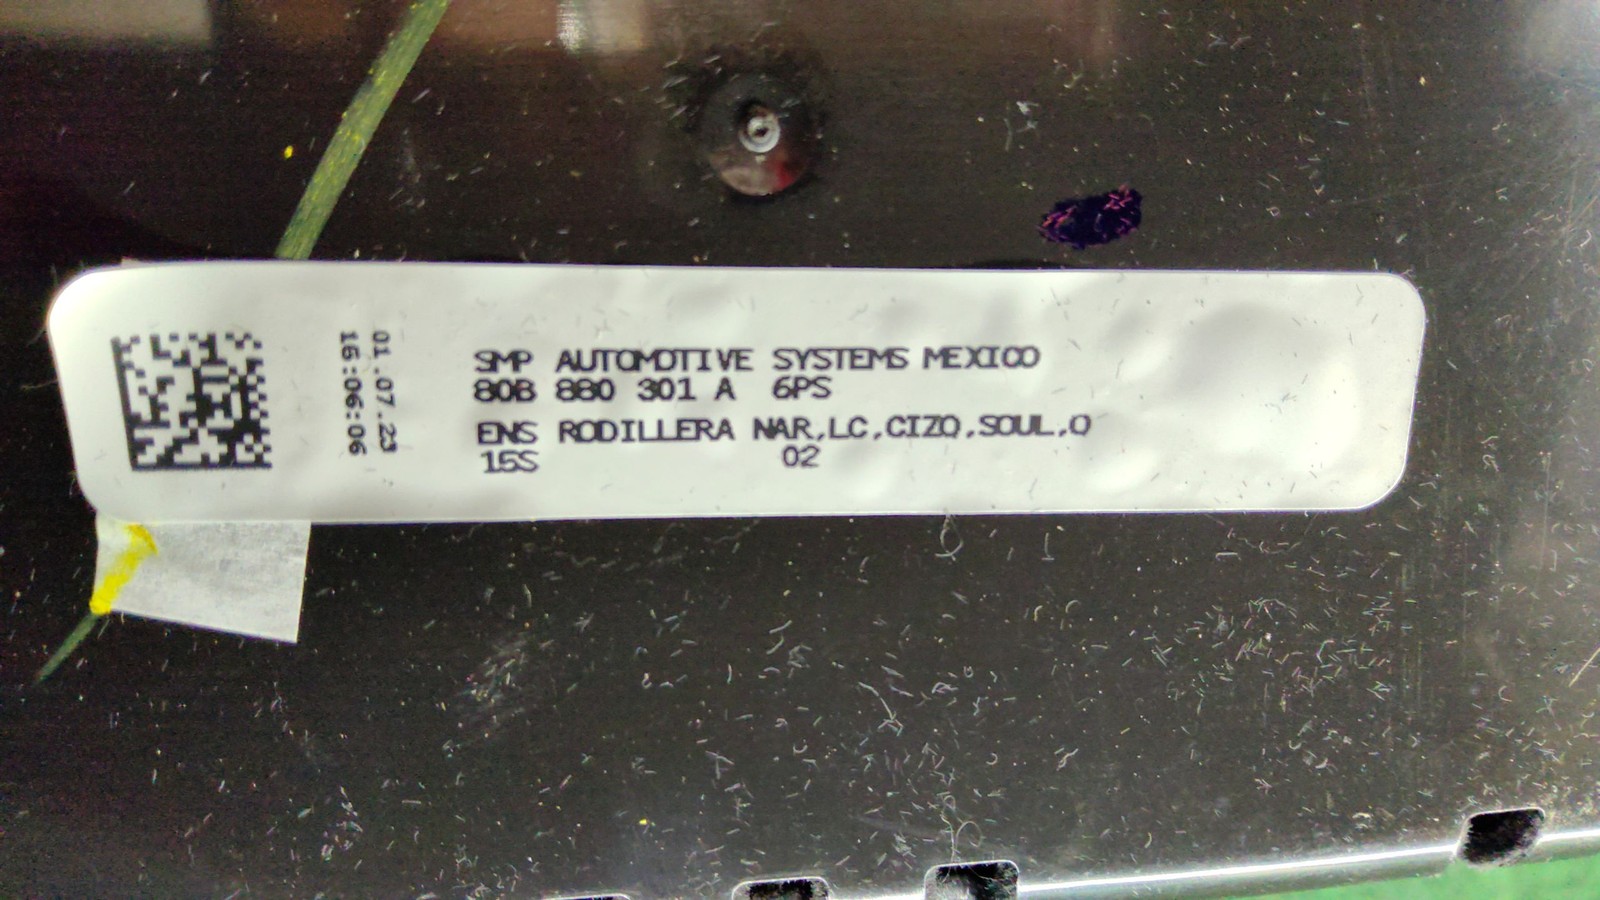 01.07.23
16:06:06
SMP AUTOMOTIVE SYSTEMS MEXICO
80B 880 301 A 6PS
ENS RODILLERA NAR,LC,CIZQ,SOUL,Q
15S 02